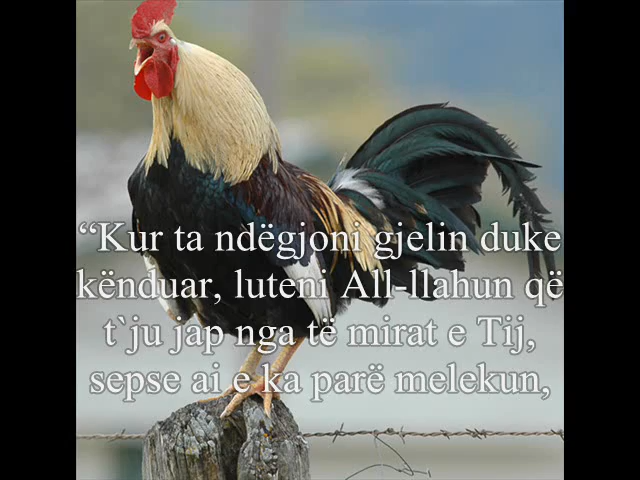 “Kur ta ndëgjoni gjelin duke
kënduar, luteni All-llahun që
t`ju jap nga të mirat e Tij,
sepse ai e ka parë melekun,